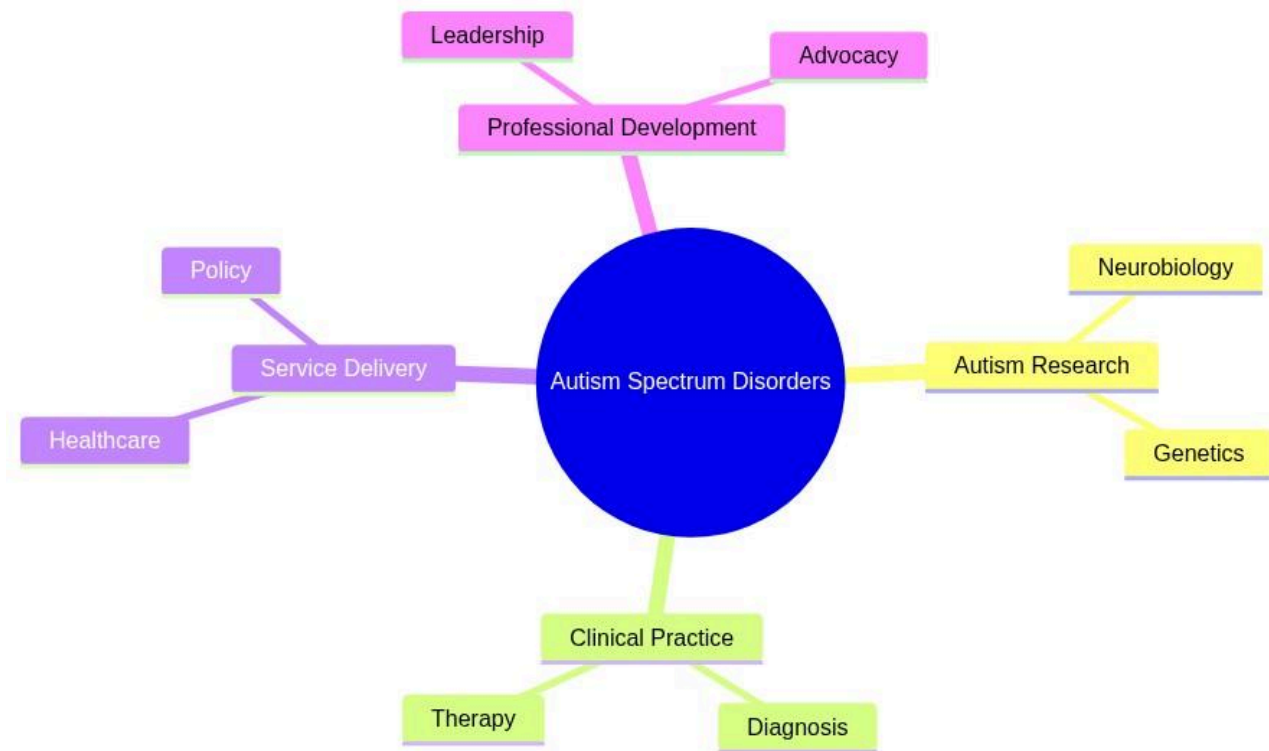 Leadership
Advocacy
Professional Development
Policy
Service Delivery
Healthcare
Autism Spectrum Disorders
Neurobiology
Autism Research
Genetics
Clinical Practice
Therapy
Diagnosis